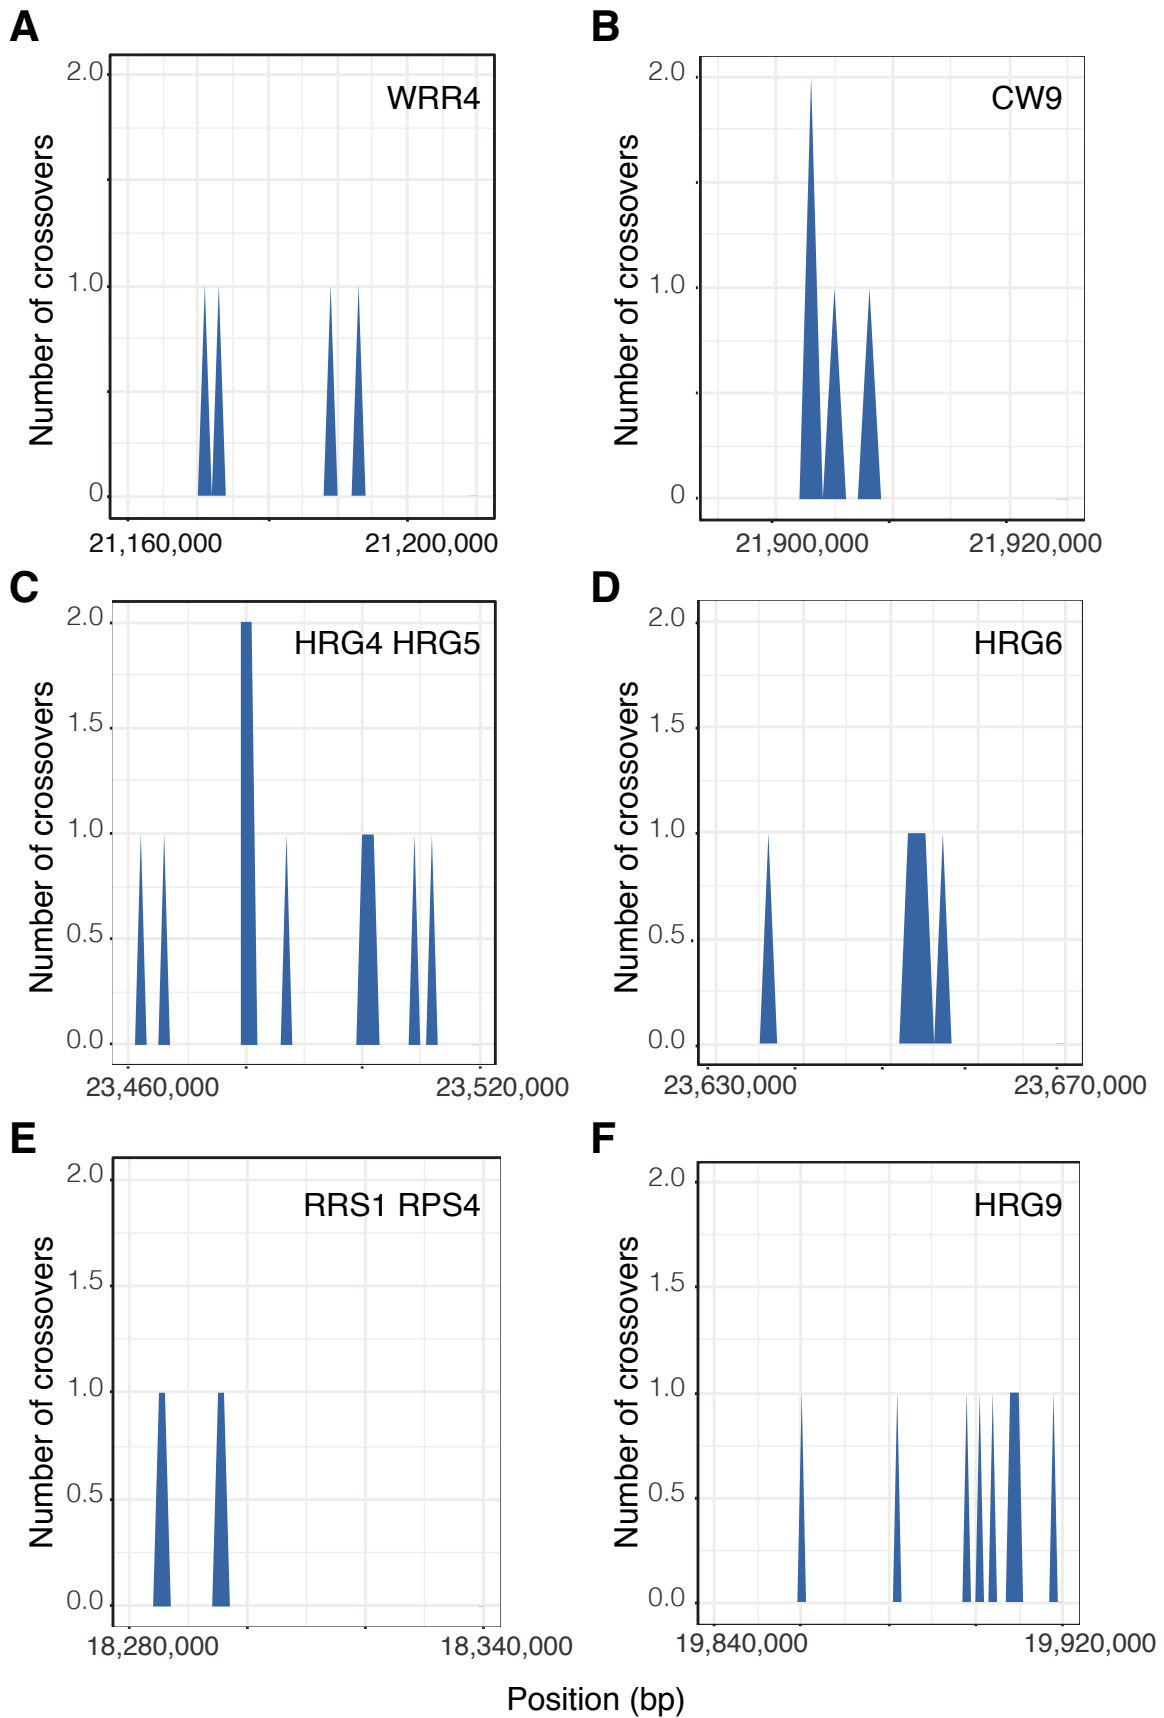 A
Number of crossovers
2.0
1.0
0
WRR4
21,160,000
21,200,000
B
Number of crossovers
2.0
1.0
0
CW9
21,900,000
21,920,000
C
Number of crossovers
2.0
1.5
1.0
0.5
0.0
HRG4 HRG5
23,460,000
23,520,000
D
Number of crossovers
2.0
1.5
1.0
0.5
0.0
HRG6
23,630,000
23,670,000
E
Number of crossovers
2.0
1.5
1.0
0.5
0.0
RRS1 RPS4
18,280,000
18,340,000
F
Number of crossovers
2.0
1.5
1.0
0.5
0.0
HRG9
19,840,000
19,920,000
Position (bp)